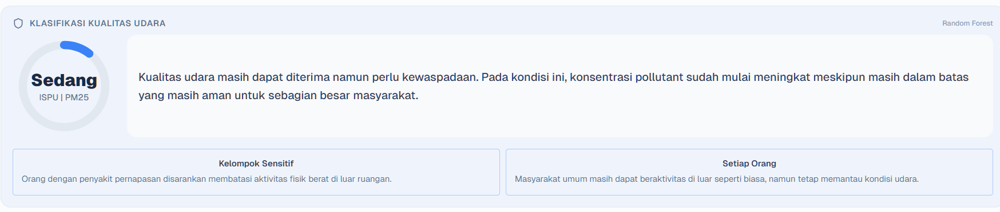 KLASIFIKASI KUALITAS UDARA
Random Forest
Sedang
ISPU | PM25
Kualitas udara masih dapat diterima namun perlu kewaspadaan. Pada kondisi ini, konsentrasi pollutant sudah mulai meningkat meskipun masih dalam batas
yang masih aman untuk sebagian besar masyarakat.
Kelompok Sensitif
Orang dengan penyakit pernapasan disarankan membatasi aktivitas fisik berat di luar ruangan.
Setiap Orang
Masyarakat umum masih dapat beraktivitas di luar seperti biasa, namun tetap memantau kondisi udara.